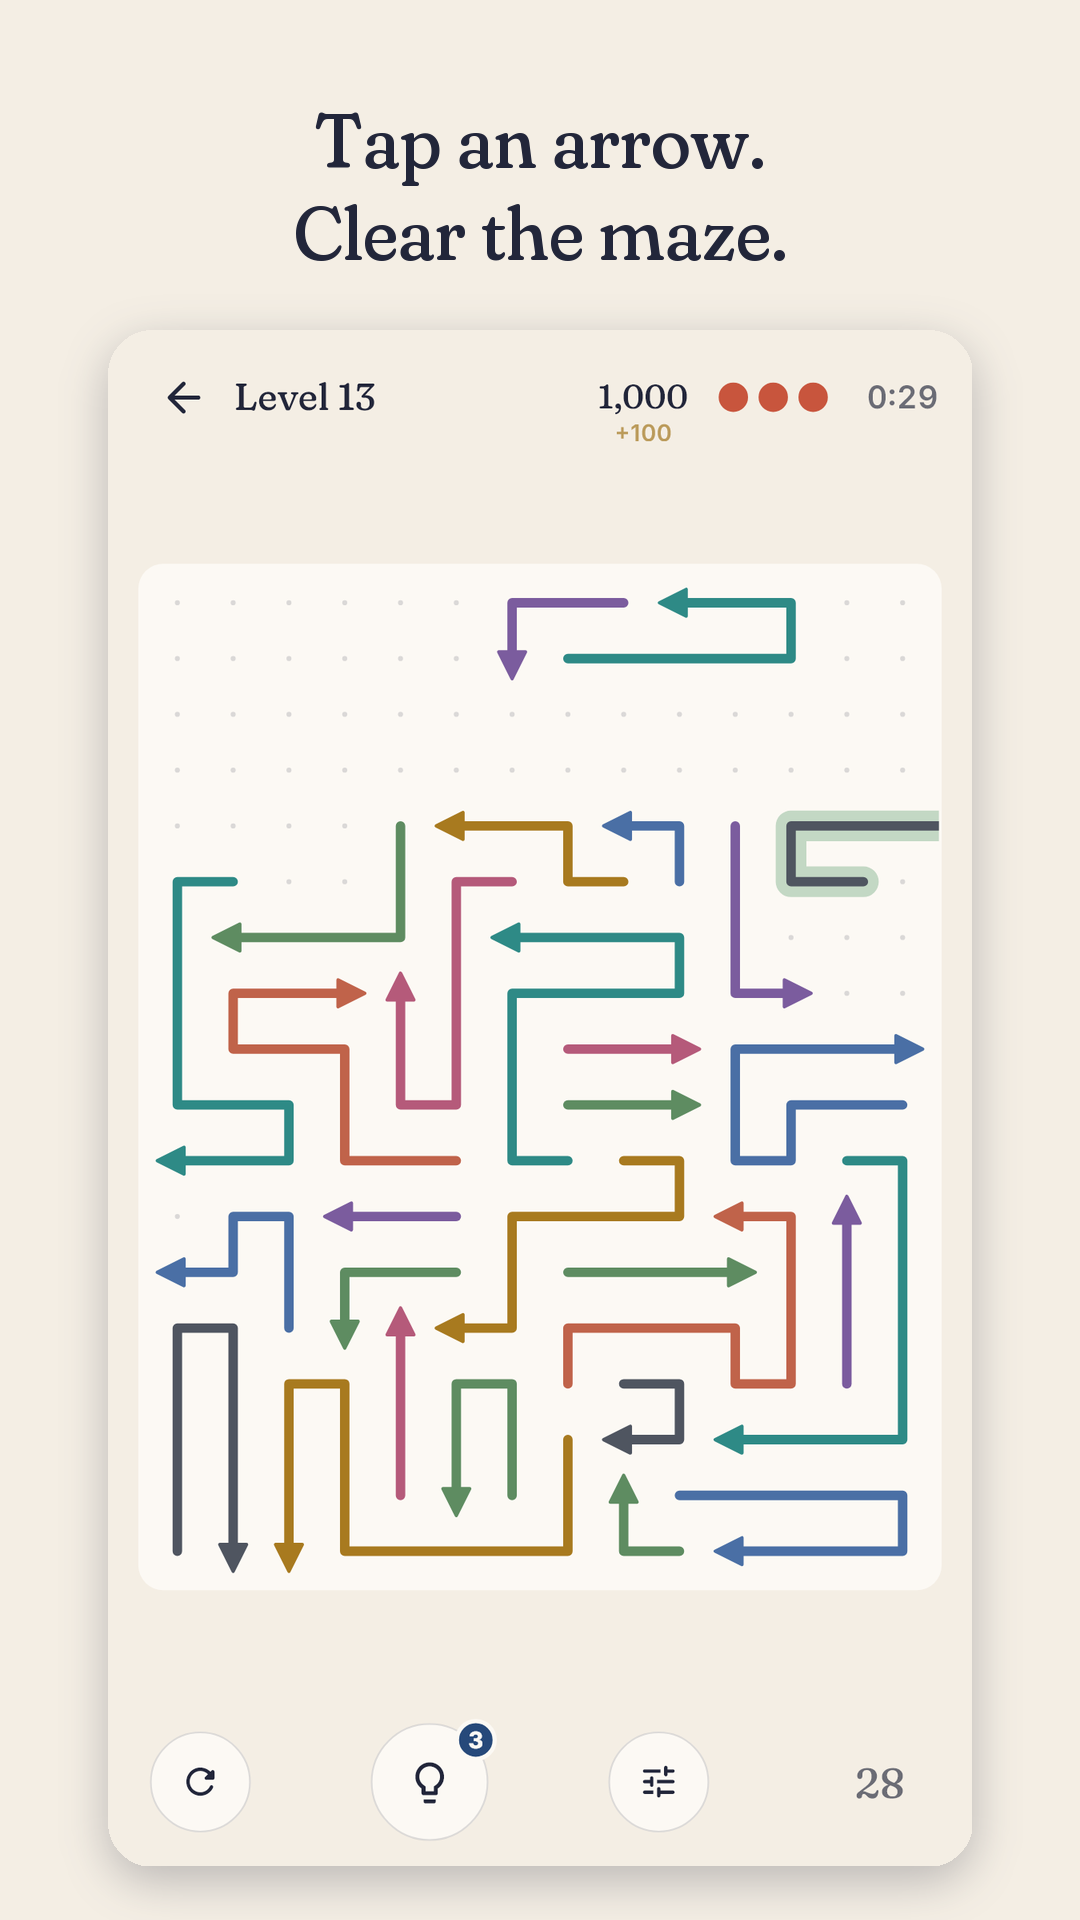 Tap an arrow.
Clear the maze.
Level 13
1,000
+100
0:29
3
28